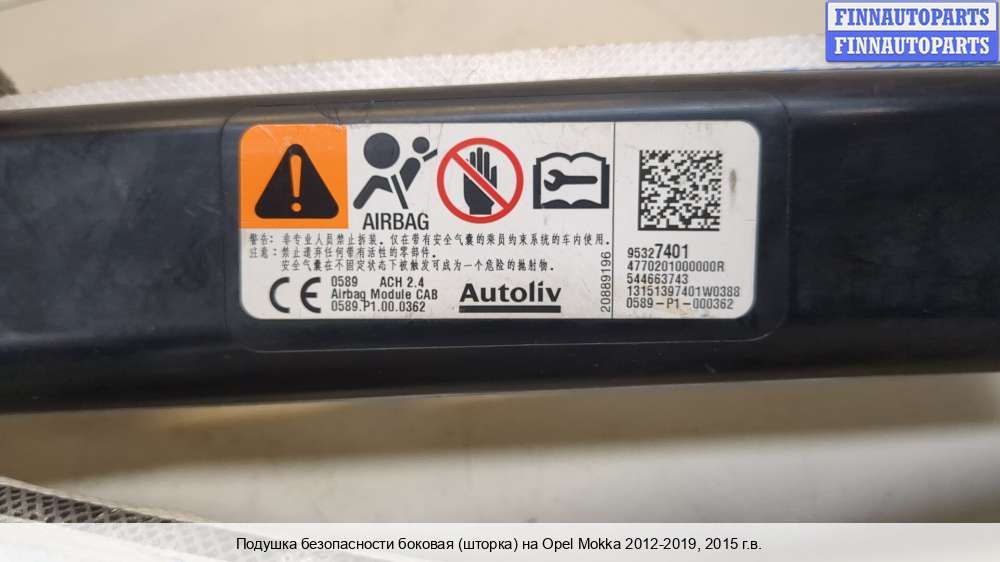 FINNAUTOPARTS
FINNAUTOPARTS
AIRBAG
警告: 非专业人员禁止拆装。仅在带有安全气囊的乘员约束系统的车内使用。
注意: 禁止遗弃任何带有活性的零部件。
安全气囊在不固定状态下被触发可成为一个危险的抛射物。
CE
0589 ACH 2.4
Airbag Module CAB
0589.P1.00.0362
Autoliv
20889196
95327401
4770201000000R
544663743
13151397401W0388
0589-P1-000362
Подушка безопасности боковая (шторка) на Opel Mokka 2012-2019, 2015 г.в.